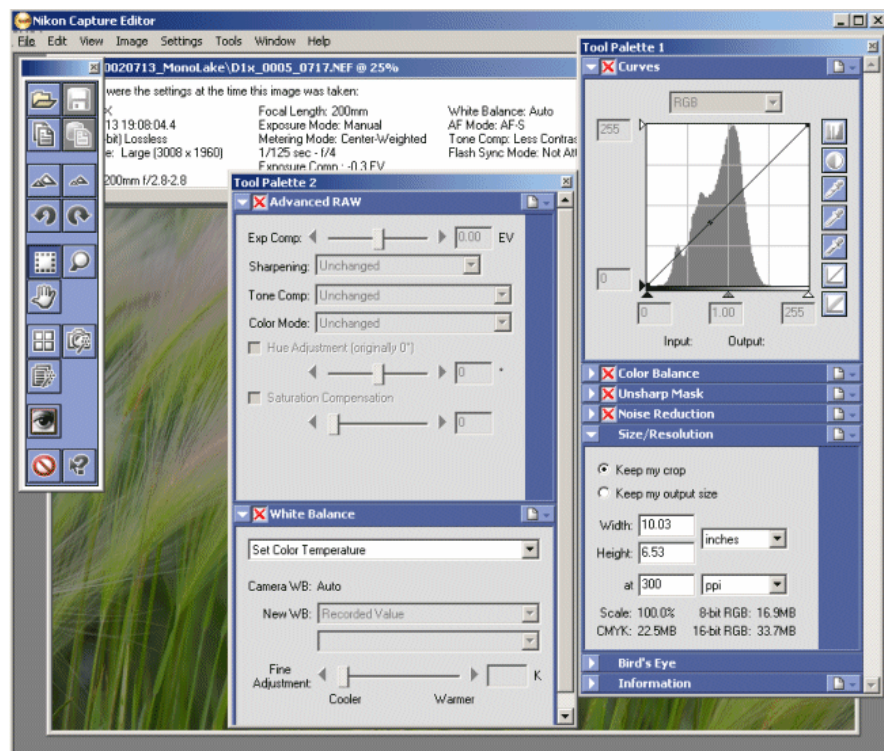 Nikon Capture Editor
File Edit View Image Settings Tools Window Help
0020713_MonoLake\D1x_0005_0717.NEF @ 25%
were the settings at the time this image was taken:
13 19:08:04.4
bit) Lossless
e: Large (3008 x 1960)
200mm f/2.8-2.8
Focal Length: 200mm
Exposure Mode: Manual
Metering Mode: Center-Weighted
1/125 sec - f/4
Exposure Comp.: -0.3 EV
White Balance: Auto
AF Mode: AF-S
Tone Comp: Less Contras
Flash Sync Mode: Not Att
Tool Palette 2
Advanced RAW
Exp Comp: 0.00 EV
Sharpening: Unchanged
Tone Comp: Unchanged
Color Mode: Unchanged
Hue Adjustment (originally 0°)
0 °
Saturation Compensation
0
White Balance
Set Color Temperature
Camera WB: Auto
New WB: Recorded Value
Fine
Adjustment: K
Cooler Warmer
Tool Palette 1
Curves
RGB
255
0
0 1.00 255
Input: Output:
Color Balance
Unsharp Mask
Noise Reduction
Size/Resolution
Keep my crop
Keep my output size
Width: 10.03
inches
Height: 6.53
at 300 ppi
Scale: 100.0% 8-bit RGB: 16.9MB
CMYK: 22.5MB 16-bit RGB: 33.7MB
Bird's Eye
Information